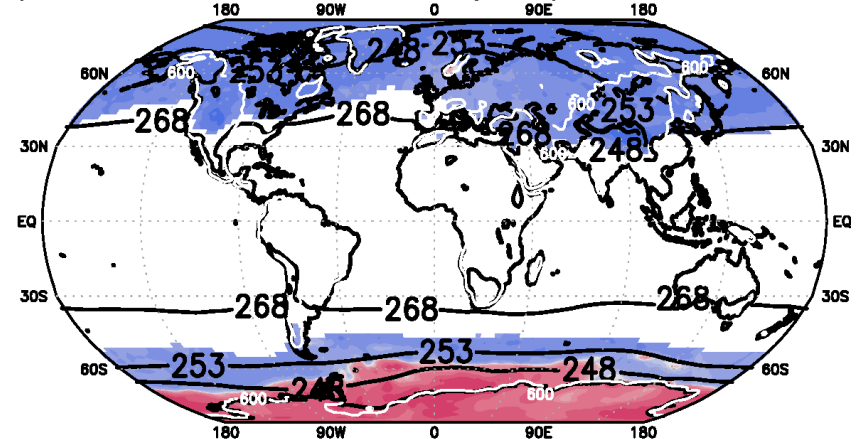 180 90W 0 90E 180
248 253
60N 600 253 600 60N
600 253
268 268 268
30N 600 248 30N
EQ EQ
30S 268 268 268 30S
253 253
60S 248 248 60S
600 600
180 90W 0 90E 180